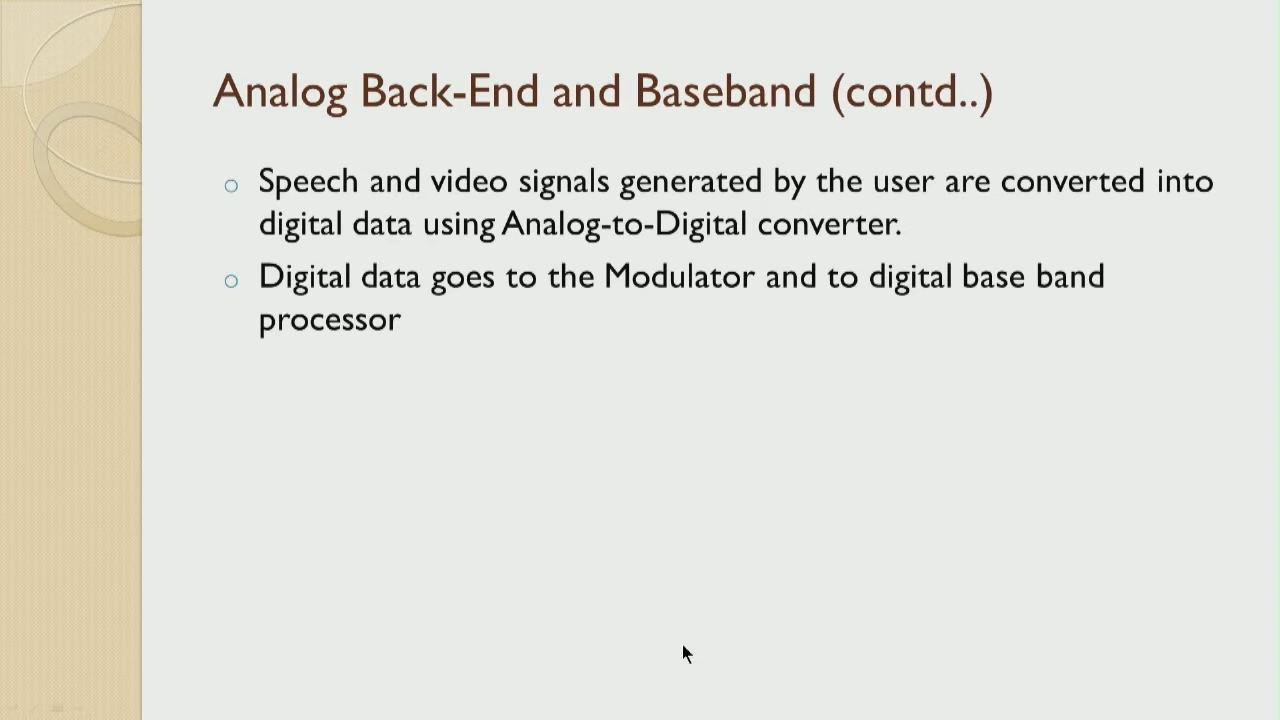 Analog Back-End and Baseband (contd..)
Speech and video signals generated by the user are converted into
digital data using Analog-to-Digital converter.
Digital data goes to the Modulator and to digital base band
processor